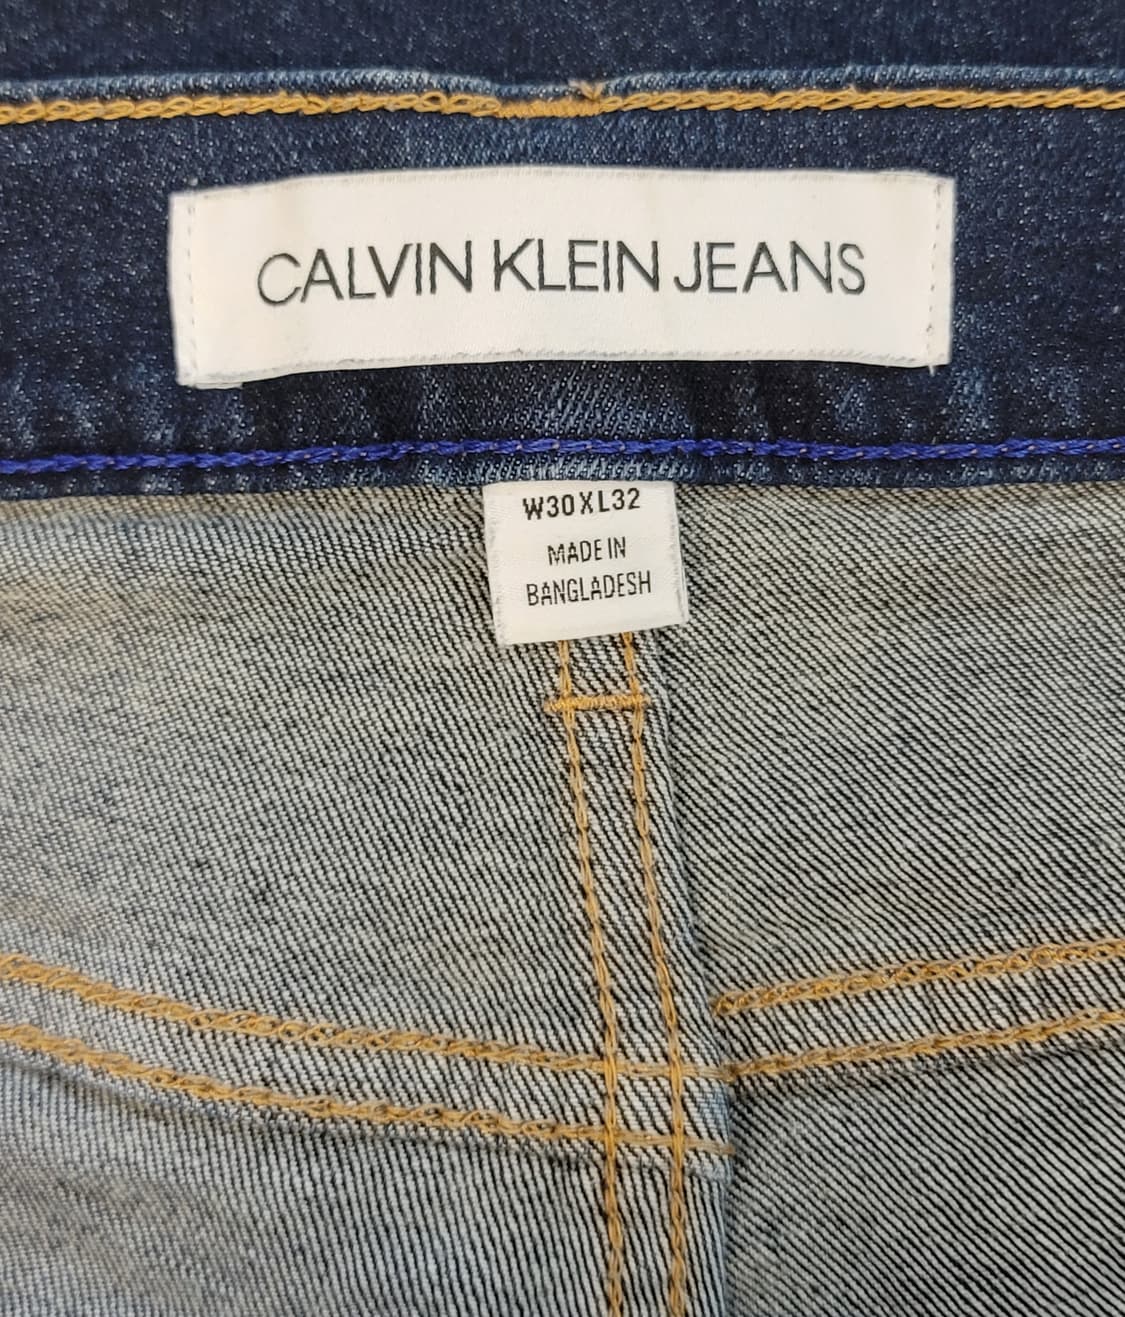 CALVIN KLEIN JEANS
W30XL32
MADE IN
BANGLADESH